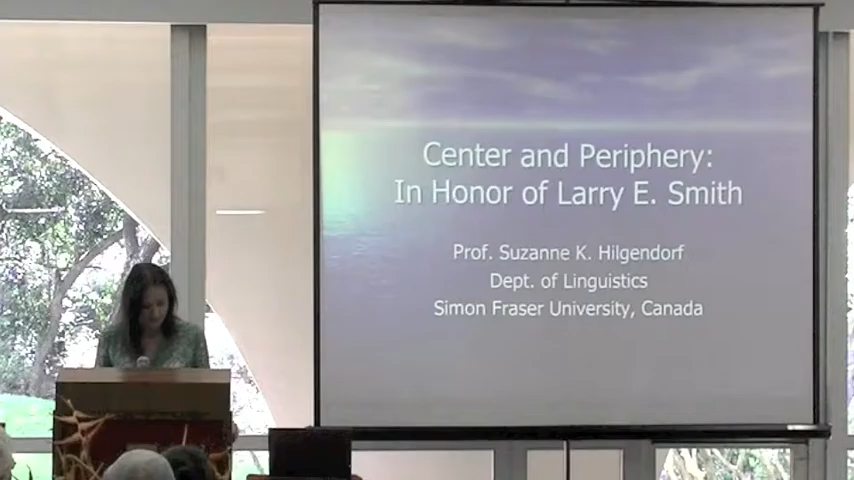 Center and Periphery:
In Honor of Larry E. Smith
Prof. Suzanne K. Hilgendorf
Dept. of Linguistics
Simon Fraser University, Canada